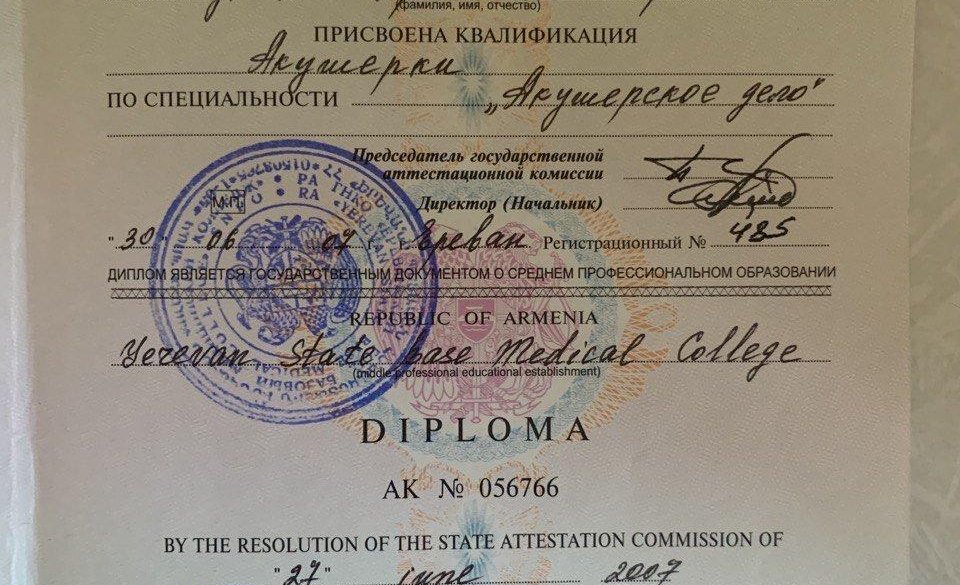 (фамилия, имя, отчество)
ПРИСВОЕНА КВАЛИФИКАЦИЯ
Акушерки
ПО СПЕЦИАЛЬНОСТИ „Акушерское дело"
Председатель государственной
аттестационной комиссии
М.П.
Директор (Начальник)
"30" 06 07 г. г. Ереван Регистрационный № 485
ДИПЛОМ ЯВЛЯЕТСЯ ГОСУДАРСТВЕННЫМ ДОКУМЕНТОМ О СРЕДНЕМ ПРОФЕССИОНАЛЬНОМ ОБРАЗОВАНИИ
REPUBLIC OF ARMENIA
Yerevan State Base Medical College
(middle professional educational establishment)
DIPLOMA
АК № 056766
BY THE RESOLUTION OF THE STATE ATTESTATION COMMISSION OF
"27" june 2007